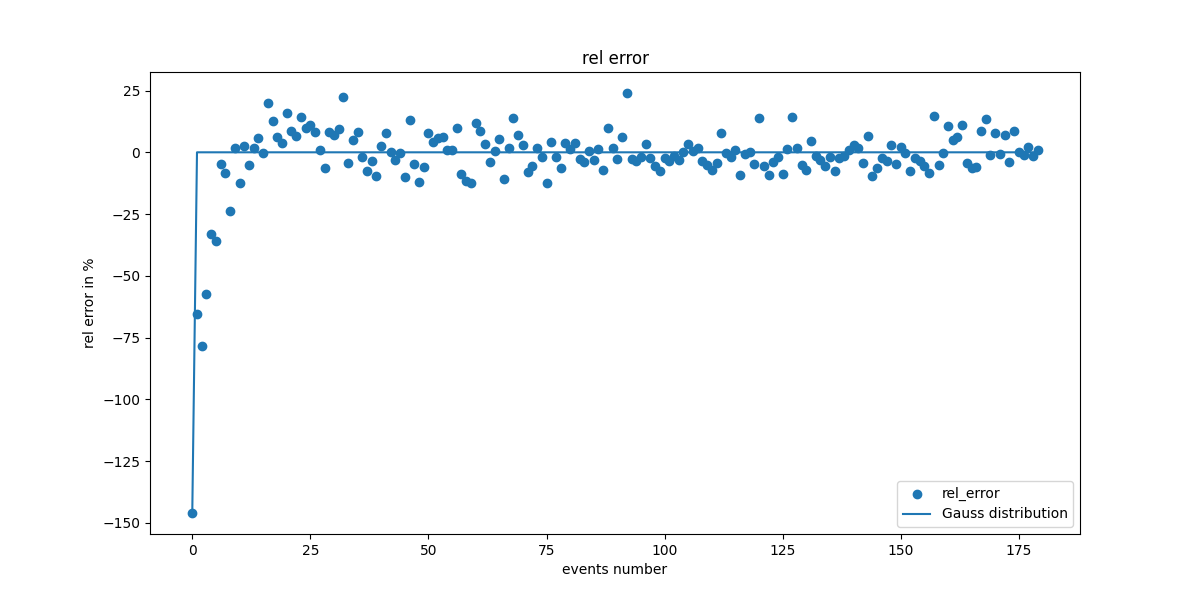 rel error
25
0
−25
−50
−75
−100
−125
−150
rel error in %
0 25 50 75 100 125 150 175
events number
rel_error
Gauss distribution